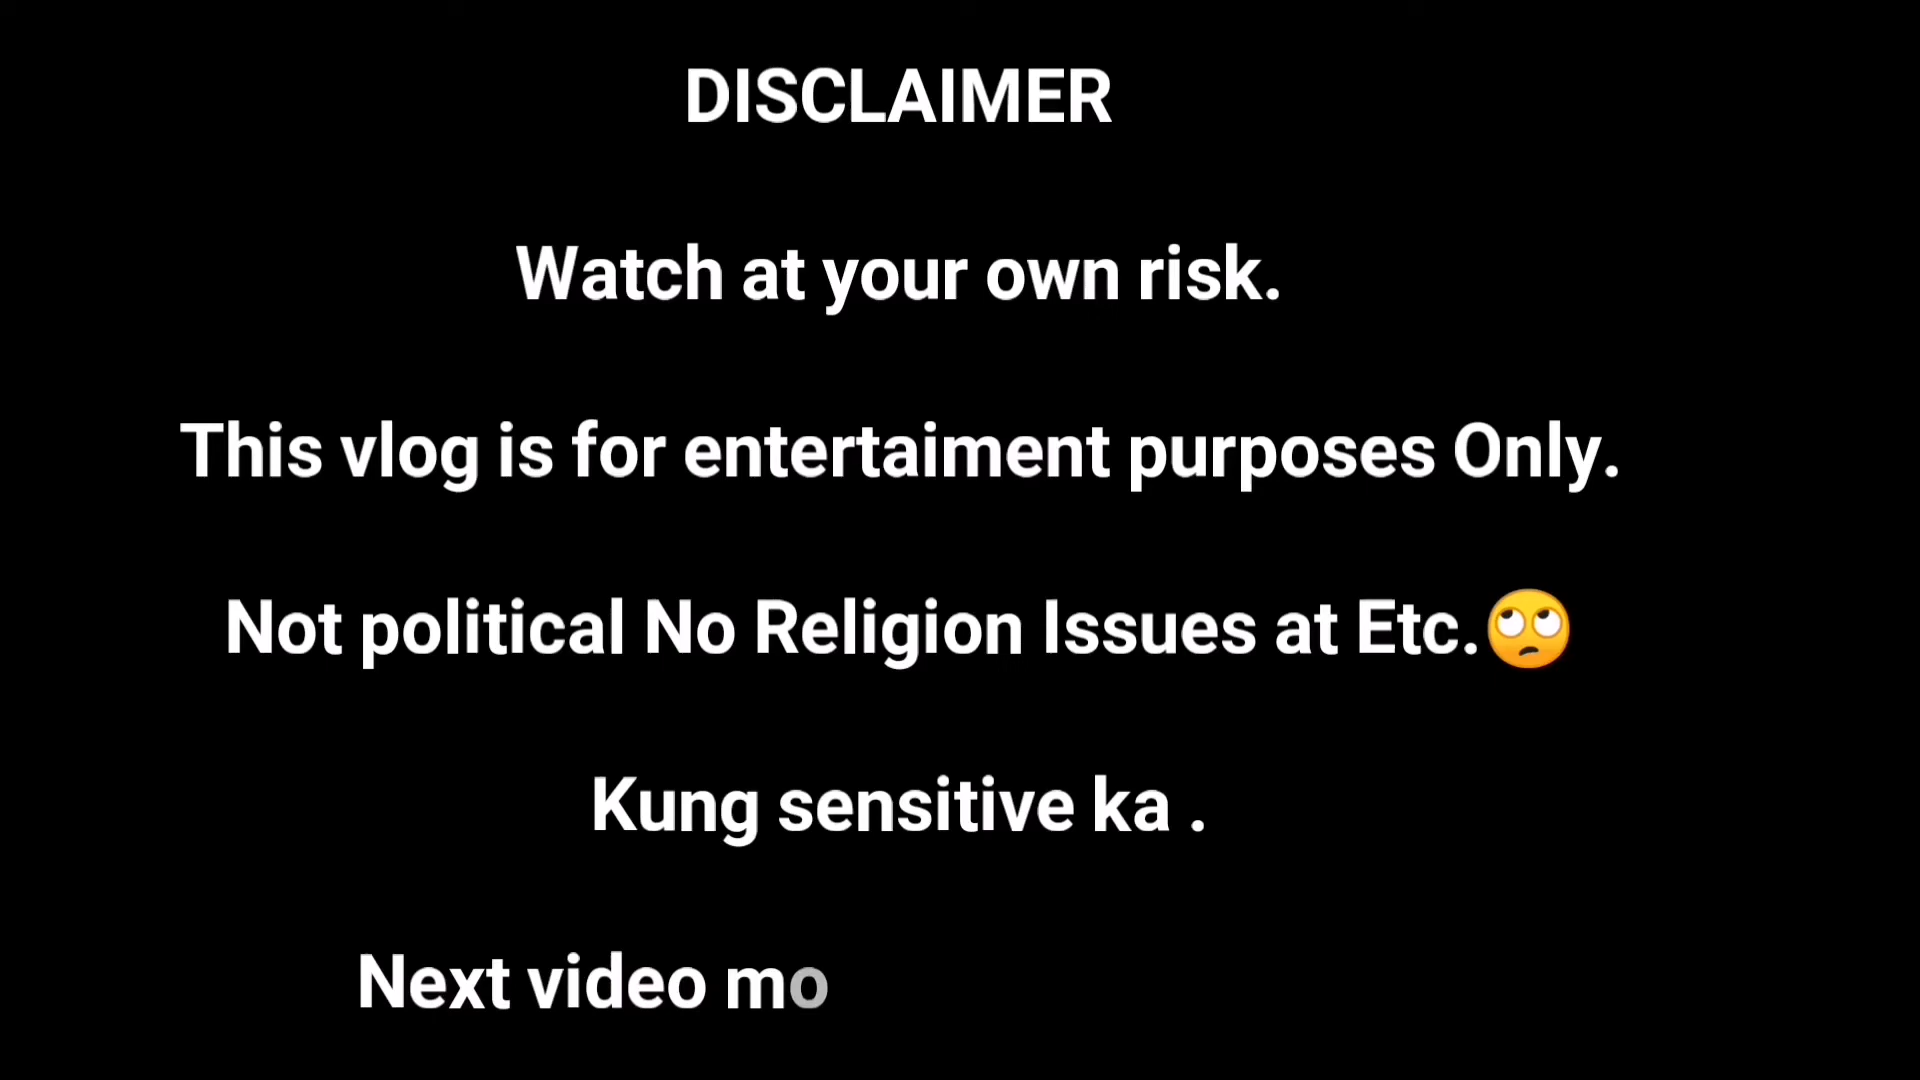 DISCLAIMER
Watch at your own risk.
This vlog is for entertaiment purposes Only.
Not political No Religion Issues at Etc.🙄
Kung sensitive ka .
Next video mo